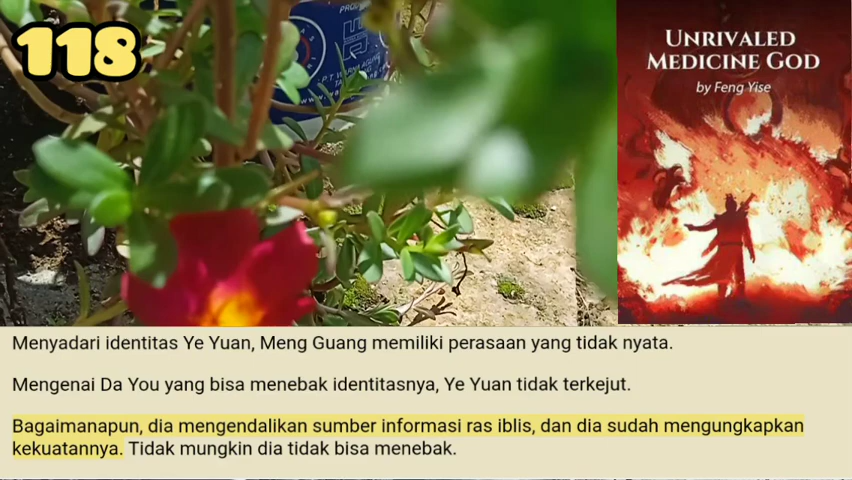 118
UNRIVALED
MEDICINE GOD
by Feng Yise
Menyadari identitas Ye Yuan, Meng Guang memiliki perasaan yang tidak nyata.
Mengenai Da You yang bisa menebak identitasnya, Ye Yuan tidak terkejut.
Bagaimanapun, dia mengendalikan sumber informasi ras iblis, dan dia sudah mengungkapkan
kekuatannya. Tidak mungkin dia tidak bisa menebak.